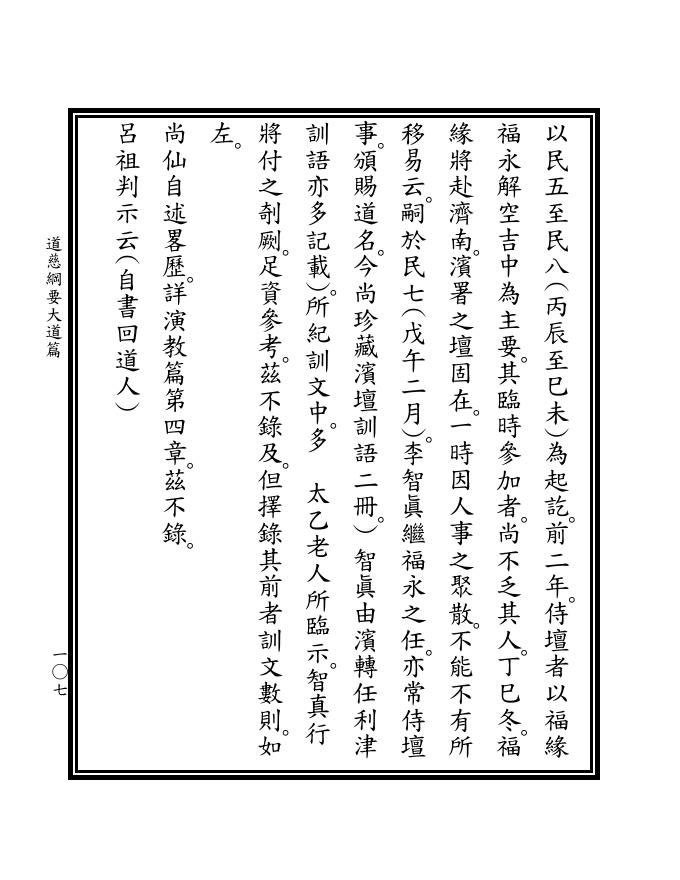 以民五至民八(丙辰至巳未)為起訖。前二年。侍壇者以福緣
福永解空吉中為主要。其臨時參加者。尚不乏其人。丁巳冬。福
緣將赴濟南。濱署之壇固在。一時因人事之聚散。不能不有所
移易云。嗣於民七(戊午二月)。李智眞繼福永之任。亦常侍壇
事。頒賜道名。今尚珍藏濱壇訓語二冊。) 智眞由濱轉任利津
訓語亦多記載)。所紀訓文中。多 太乙老人所臨示。智真行
將付之剞劂。足資參考。茲不錄及。但擇錄其前者訓文數則。如
左。
尚仙自述畧歷。詳演教篇第四章。茲不錄。
呂祖判示云(自書回道人)
道慈綱要大道篇
一〇七